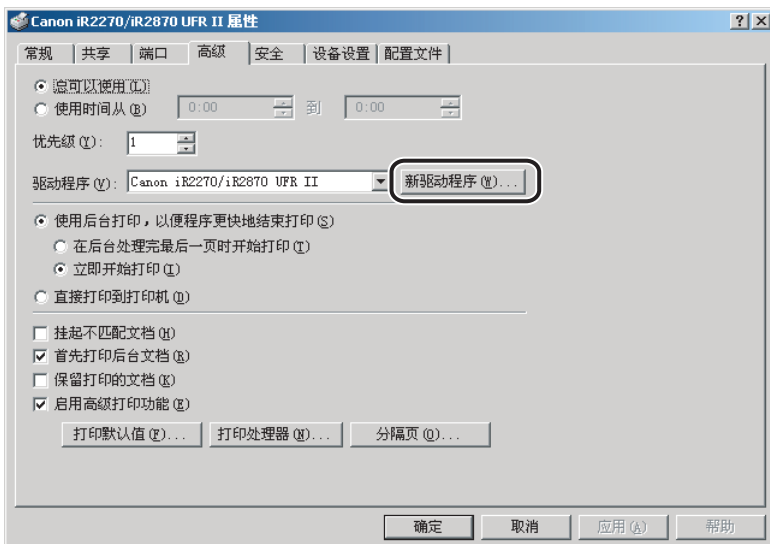 Canon iR2270/iR2870 UFR II 属性
常规 共享 端口 高级 安全 设备设置 配置文件
总可以使用(L)
使用时间从(B) 0:00 到 0:00
优先级(Y): 1
驱动程序(V): Canon iR2270/iR2870 UFR II 新驱动程序(W)...
使用后台打印，以便程序更快地结束打印(S)
在后台处理完最后一页时开始打印(T)
立即开始打印(I)
直接打印到打印机(D)
挂起不匹配文档(H)
首先打印后台文档(R)
保留打印的文档(K)
启用高级打印功能(E)
打印默认值(F)... 打印处理器(N)... 分隔页(O)...
确定 取消 应用(A) 帮助